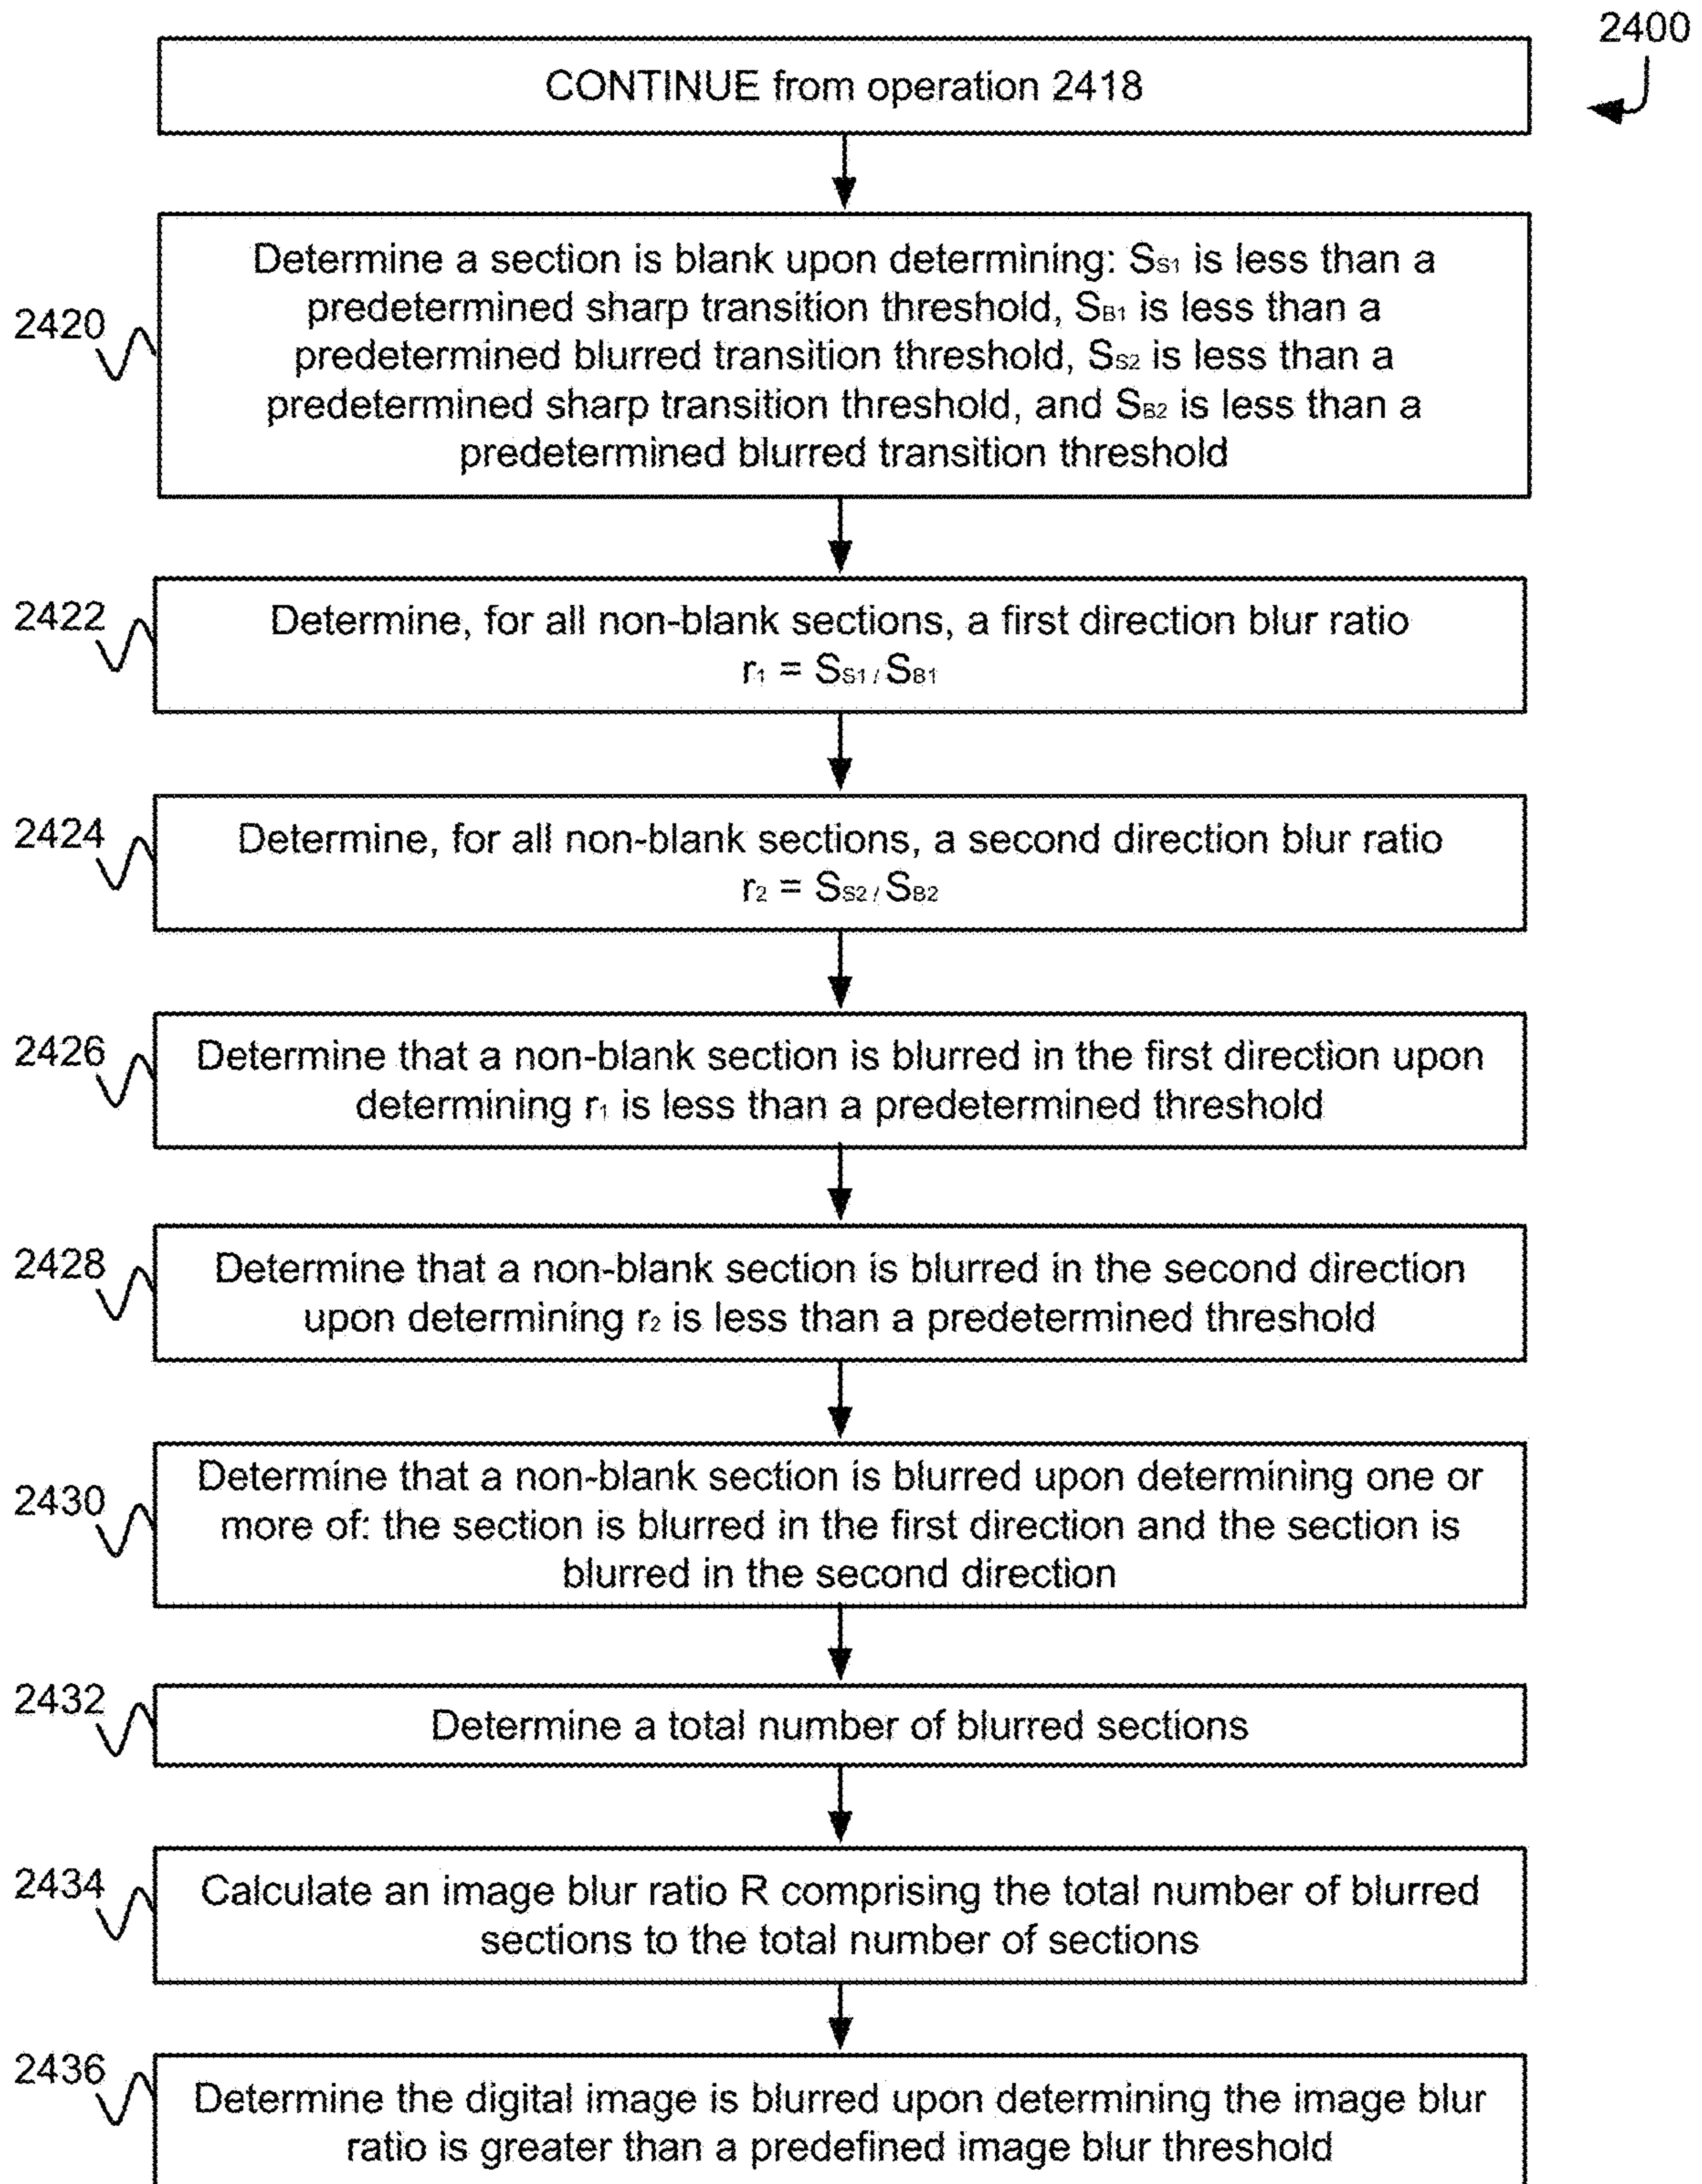 2400
CONTINUE from operation 2418
2420
Determine a section is blank upon determining: SS1 is less than a
predetermined sharp transition threshold, SB1 is less than a
predetermined blurred transition threshold, SS2 is less than a
predetermined sharp transition threshold, and SB2 is less than a
predetermined blurred transition threshold
2422
Determine, for all non-blank sections, a first direction blur ratio
r1 = SS1 / SB1
2424
Determine, for all non-blank sections, a second direction blur ratio
r2 = SS2 / SB2
2426
Determine that a non-blank section is blurred in the first direction upon
determining r1 is less than a predetermined threshold
2428
Determine that a non-blank section is blurred in the second direction
upon determining r2 is less than a predetermined threshold
2430
Determine that a non-blank section is blurred upon determining one or
more of: the section is blurred in the first direction and the section is
blurred in the second direction
2432
Determine a total number of blurred sections
2434
Calculate an image blur ratio R comprising the total number of blurred
sections to the total number of sections
2436
Determine the digital image is blurred upon determining the image blur
ratio is greater than a predefined image blur threshold